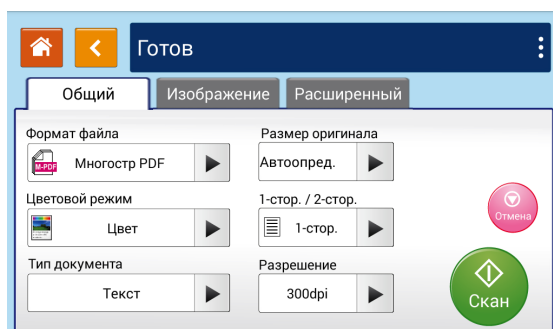 Готов
Общий Изображение Расширенный
Формат файла Размер оригинала
M-PDF Многостр PDF Автоопред.
Цветовой режим 1-стор. / 2-стор.
Цвет 1-стор.
Отмена
Тип документа Разрешение
Текст 300dpi
Скан